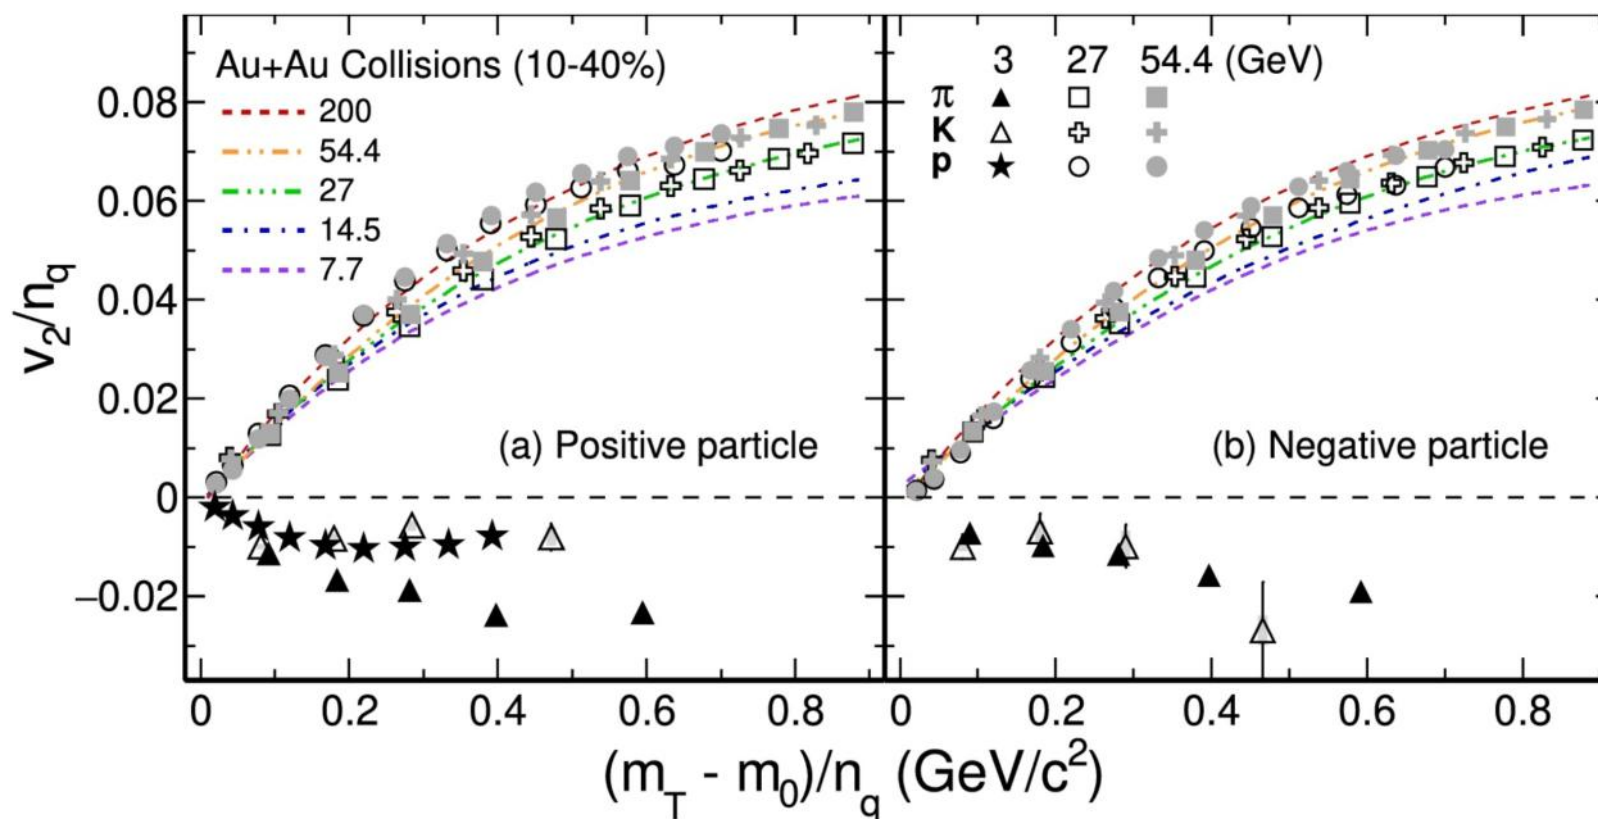 Au+Au Collisions (10-40%)
200
54.4
27
14.5
7.7
(a) Positive particle
3 27 54.4 (GeV)
π
K
p
(b) Negative particle
0.08
0.06
0.04
0.02
0
−0.02
v2/nq
0 0.2 0.4 0.6 0.8
0 0.2 0.4 0.6 0.8
(mT - m0)/nq (GeV/c2)